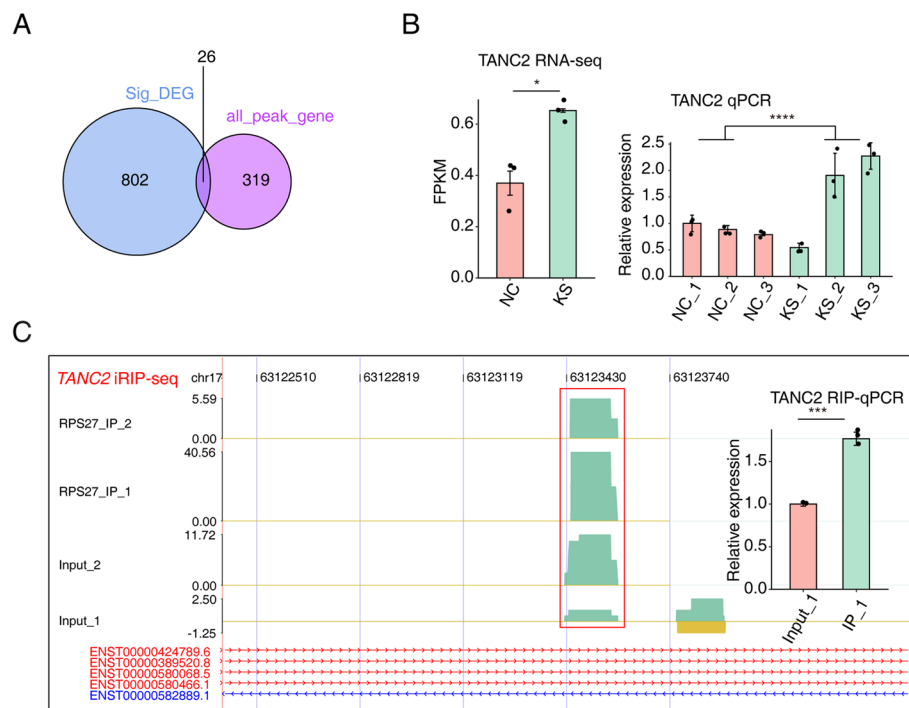 A
26
Sig_DEG
all_peak_gene
802
319
B
TANC2 RNA-seq
*
FPKM
0.6
0.4
0.2
0.0
NC
KS
TANC2 qPCR
****
Relative expression
2.5
2.0
1.5
1.0
0.5
0.0
NC_1
NC_2
NC_3
KS_1
KS_2
KS_3
C
TANC2 iRIP-seq
chr17
63122510
63122819
63123119
63123430
63123740
5.59
RPS27_IP_2
0.00
40.56
RPS27_IP_1
0.00
11.72
Input_2
0.00
2.50
Input_1
-1.25
ENST00000424789.6
ENST00000389520.8
ENST00000580068.5
ENST00000580466.1
ENST00000582889.1
TANC2 RIP-qPCR
***
Relative expression
1.5
1.0
0.5
0.0
Input_1
IP_1